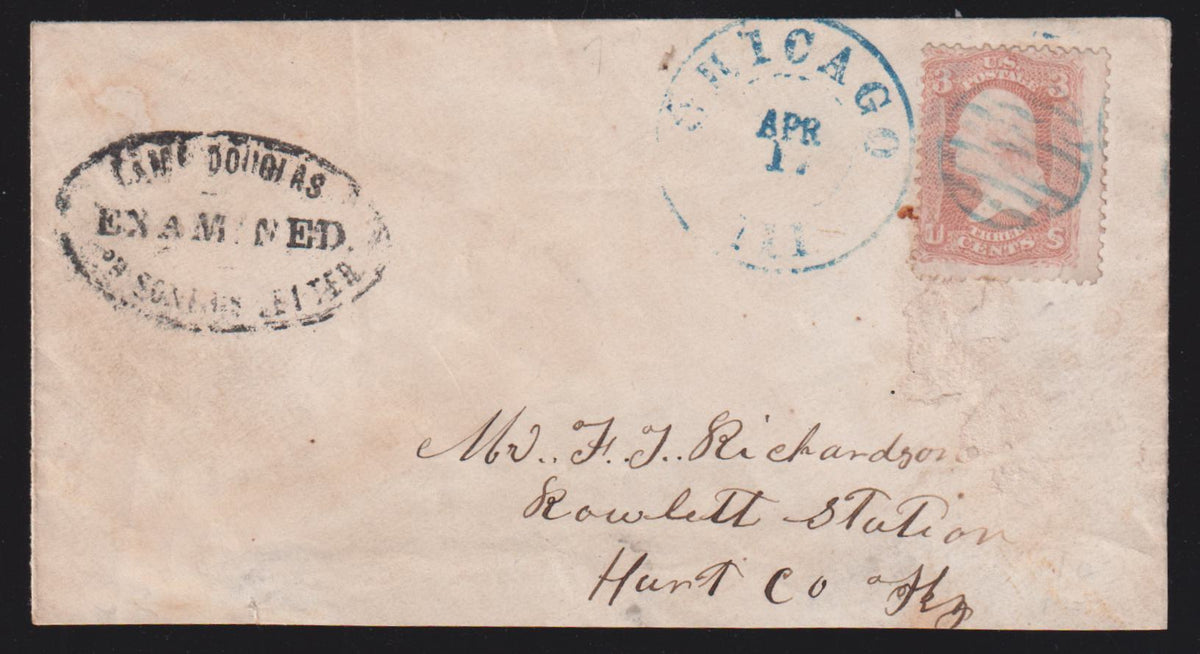 CAMP DOUGLAS
EXAMINED.
PRISONERS LETTER
CHICAGO
APR
17
ILL
3 U.S. 3
POSTAGE
THREE
U CENTS S
Mr. F. J. Richardson
Rowlett Station
Hart Co Ky